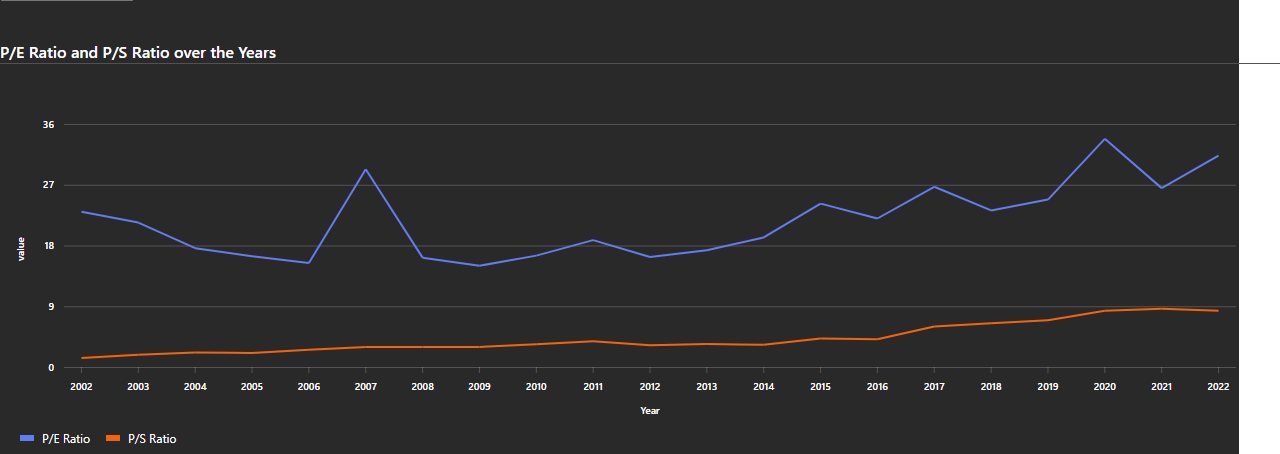 P/E Ratio and P/S Ratio over the Years
36
27
18
9
0
value
2002 2003 2004 2005 2006 2007 2008 2009 2010 2011 2012 2013 2014 2015 2016 2017 2018 2019 2020 2021 2022
Year
P/E Ratio P/S Ratio